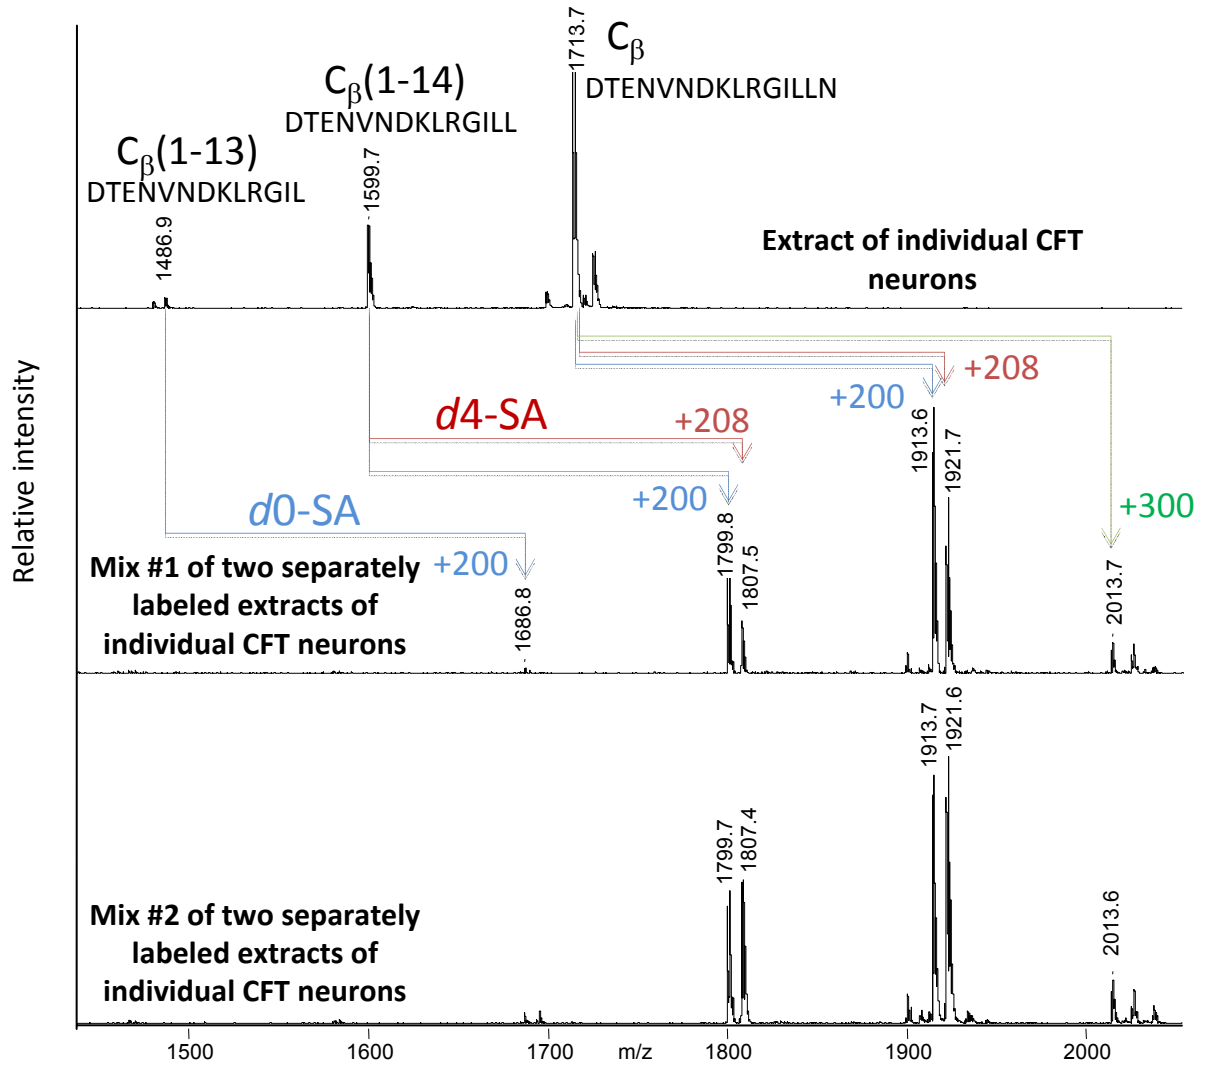 Cβ
1713.7
DTENVNDKLRGILLN
Cβ(1-14)
DTENVNDKLRGILL
1599.7
Cβ(1-13)
DTENVNDKLRGIL
1486.9
Extract of individual CFT
neurons
Relative intensity
+208
+200
d4-SA
+208
1913.6
1921.7
+200
d0-SA
+300
+200
Mix #1 of two separately
labeled extracts of
individual CFT neurons
1686.8
1799.8
1807.5
2013.7
1913.7
1921.6
1799.7
1807.4
2013.6
Mix #2 of two separately
labeled extracts of
individual CFT neurons
1500
1600
1700
m/z
1800
1900
2000